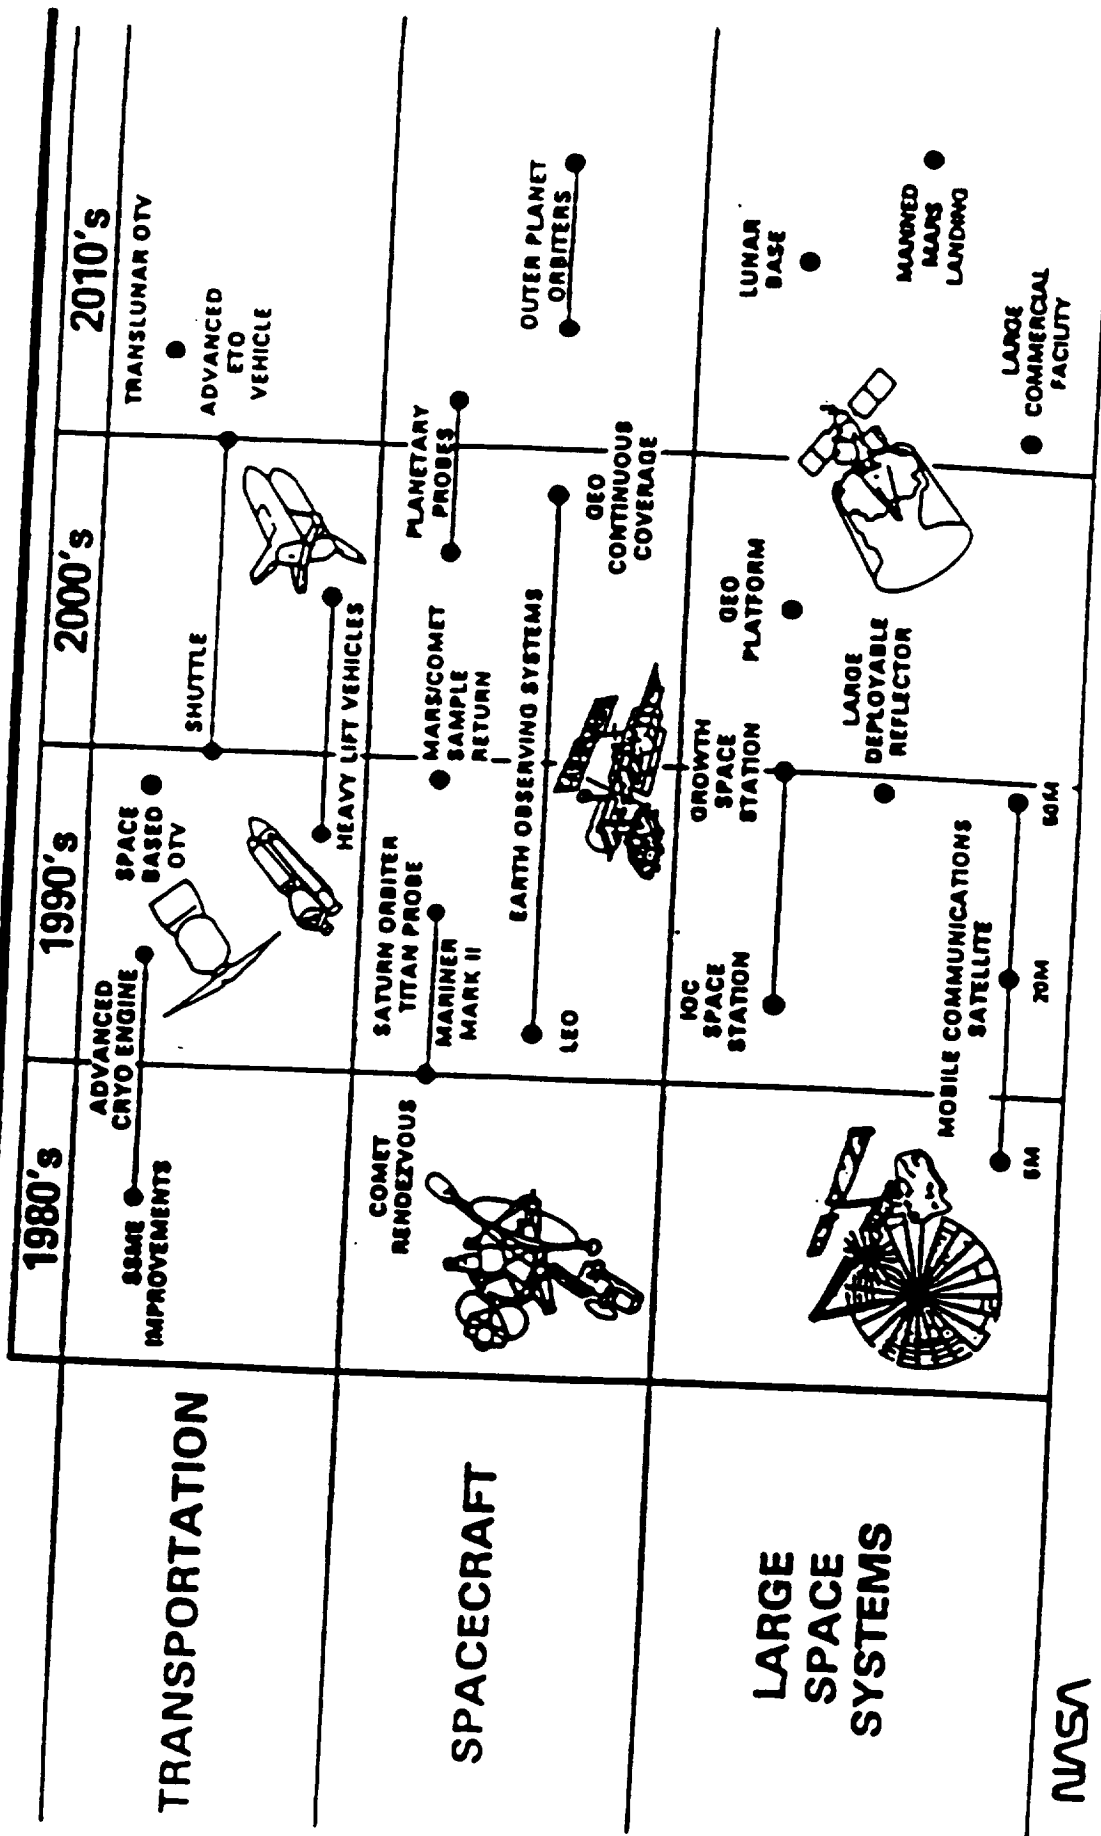 1980's
1990's
2000's
2010's
TRANSPORTATION
SSME
IMPROVEMENTS
ADVANCED
CRYO ENGINE
SPACE
BASED
OTV
SHUTTLE
HEAVY LIFT VEHICLES
TRANSLUNAR OTV
ADVANCED
ETO
VEHICLE
SPACECRAFT
COMET
RENDEZVOUS
SATURN ORBITER
TITAN PROBE
MARINER
MARK II
MARS/COMET
SAMPLE
RETURN
PLANETARY
PROBES
OUTER PLANET
ORBITERS
EARTH OBSERVING SYSTEMS
LEO
GEO
CONTINUOUS
COVERAGE
LARGE
SPACE
SYSTEMS
IOC
SPACE
STATION
GROWTH
SPACE
STATION
GEO
PLATFORM
LARGE
DEPLOYABLE
REFLECTOR
LUNAR
BASE
MANNED
MARS
LANDING
LARGE
COMMERCIAL
FACILITY
MOBILE COMMUNICATIONS
SATELLITE
20M
NASA